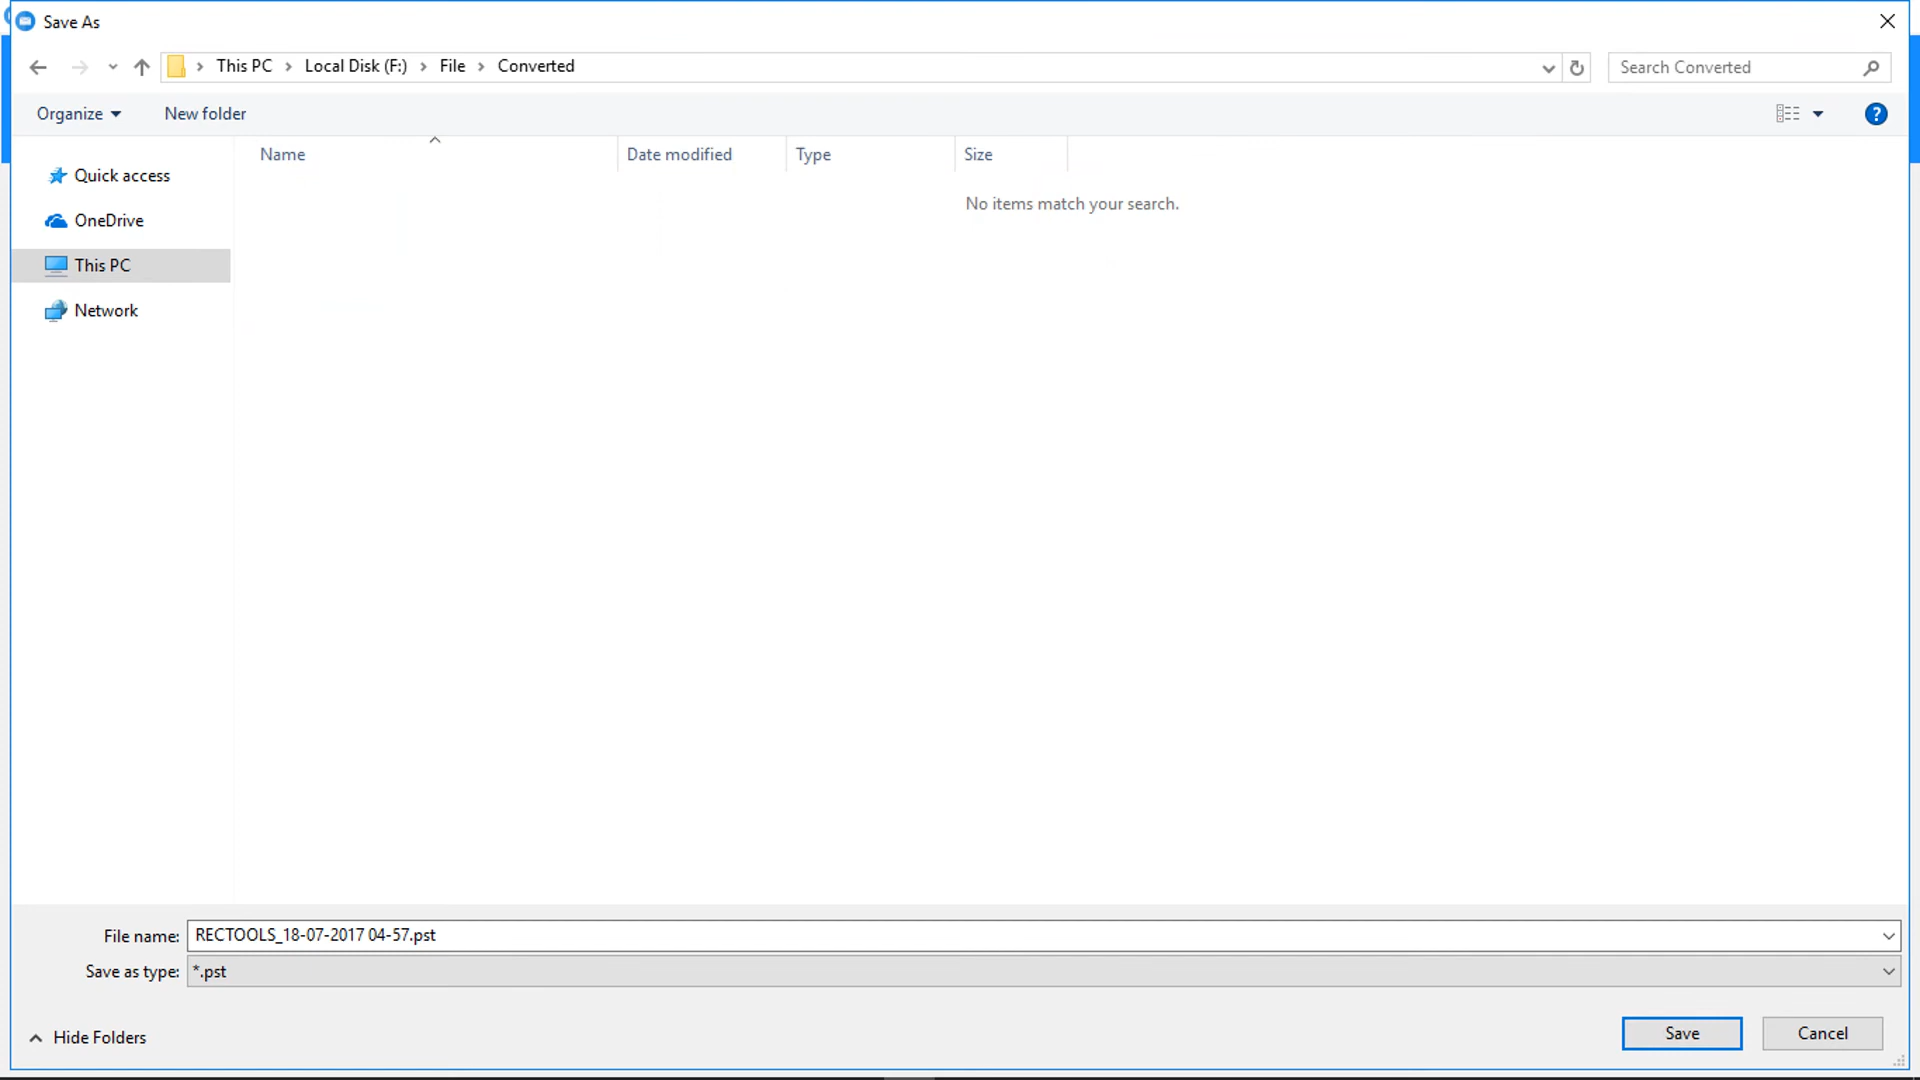 Save As
This PC Local Disk (F:) File Converted
Search Converted
Organize New folder
?
Name Date modified Type Size
No items match your search.
Quick access
OneDrive
This PC
Network
File name: RECTOOLS_18-07-2017 04-57.pst
Save as type: *.pst
Hide Folders
Save Cancel